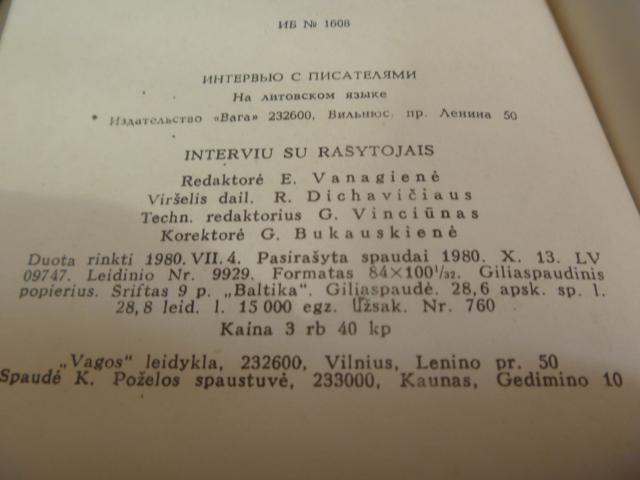 ИБ № 1608
ИНТЕРВЬЮ С ПИСАТЕЛЯМИ
На литовском языке
Издательство «Вага» 232600, Вильнюс, пр. Ленина 50
INTERVIU SU RAŠYTOJAIS
Redaktorė E. Vanagienė
Viršelis dail. R. Dichavičiaus
Techn. redaktorius G. Vinciūnas
Korektorė G. Bukauskienė
Duota rinkti 1980. VII. 4. Pasirašyta spaudai 1980. X. 13. LV
09747. Leidinio Nr. 9929. Formatas 84×100¹/₃₂. Giliaspaudinis
popierius. Šriftas 9 p. „Baltika“. Giliaspaudė. 28,6 apsk. sp. l.
28,8 leid. l. 15 000 egz. Užsak. Nr. 760
Kaina 3 rb 40 kp
„Vagos“ leidykla, 232600, Vilnius, Lenino pr. 50
Spaudė K. Poželos spaustuvė, 233000, Kaunas, Gedimino 10